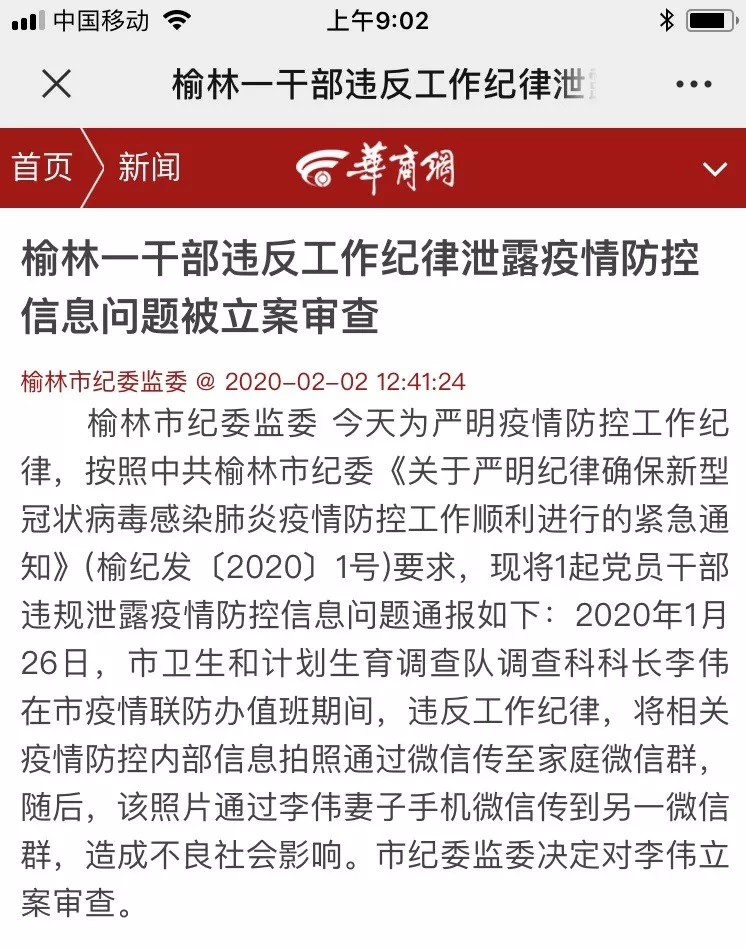 中国移动 上午9:02
榆林一干部违反工作纪律泄
首页 新闻 華商網
榆林一干部违反工作纪律泄露疫情防控
信息问题被立案审查
榆林市纪委监委 @ 2020-02-02 12:41:24
榆林市纪委监委 今天为严明疫情防控工作纪
律，按照中共榆林市纪委《关于严明纪律确保新型
冠状病毒感染肺炎疫情防控工作顺利进行的紧急通
知》(榆纪发〔2020〕1号)要求，现将1起党员干部
违规泄露疫情防控信息问题通报如下：2020年1月
26日，市卫生和计划生育调查队调查科科长李伟
在市疫情联防办值班期间，违反工作纪律，将相关
疫情防控内部信息拍照通过微信传至家庭微信群，
随后，该照片通过李伟妻子手机微信传到另一微信
群，造成不良社会影响。市纪委监委决定对李伟立
案审查。